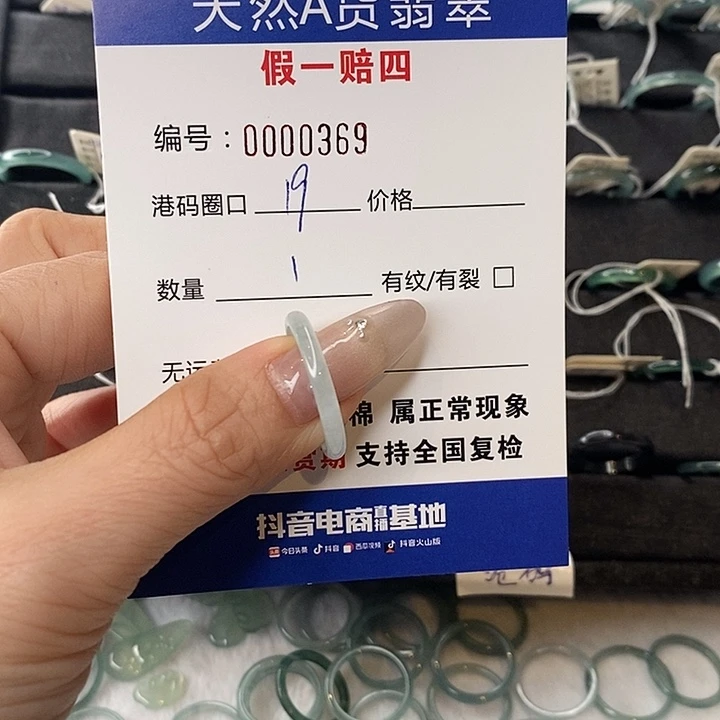 天然A货翡翠
假一赔四
编号：0000369
港码圈口 19 价格
数量 1 有纹/有裂 □
无
棉 属正常现象
货期 支持全国复检
抖音电商直播基地
今日头条 抖音 西瓜视频 抖音火山版